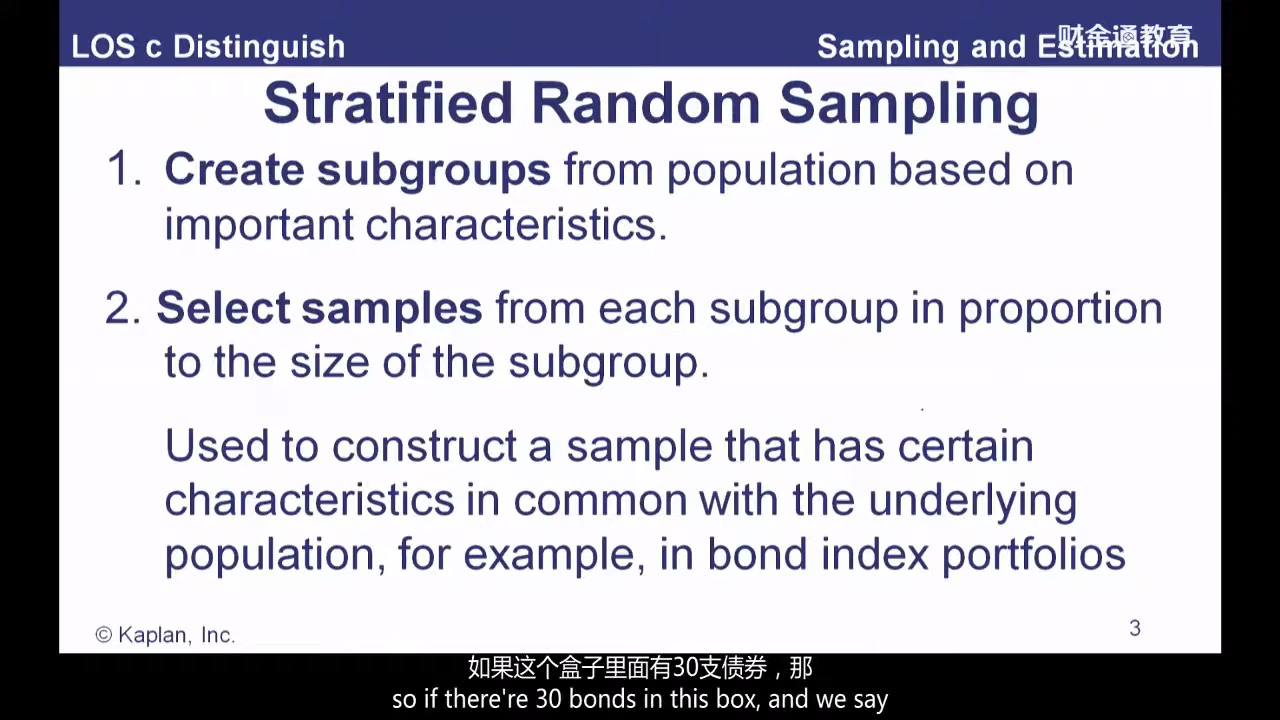 LOS c Distinguish
Sampling and Estimation
财金通教育
Stratified Random Sampling
1. Create subgroups from population based on
important characteristics.
2. Select samples from each subgroup in proportion
to the size of the subgroup.
Used to construct a sample that has certain
characteristics in common with the underlying
population, for example, in bond index portfolios
© Kaplan, Inc.
3
如果这个盒子里面有30支债券，那
so if there're 30 bonds in this box, and we say